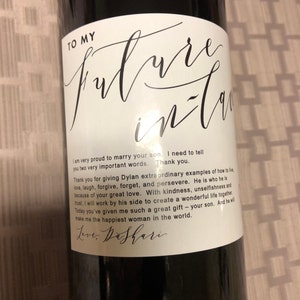 TO MY
Future
in-law
I am very proud to marry your son. I need to tell
you two very important words. Thank you.
Thank you for giving Dylan extraordinary examples of how to live,
love, laugh, forgive, forget, and persevere. He is who he is
because of your great love. With kindness, unselfishness and
I will work by his side to create a wonderful life together.
Today you've given me such a great gift – your son. And he will
make me the happiest woman in the world.
Love, DaShari